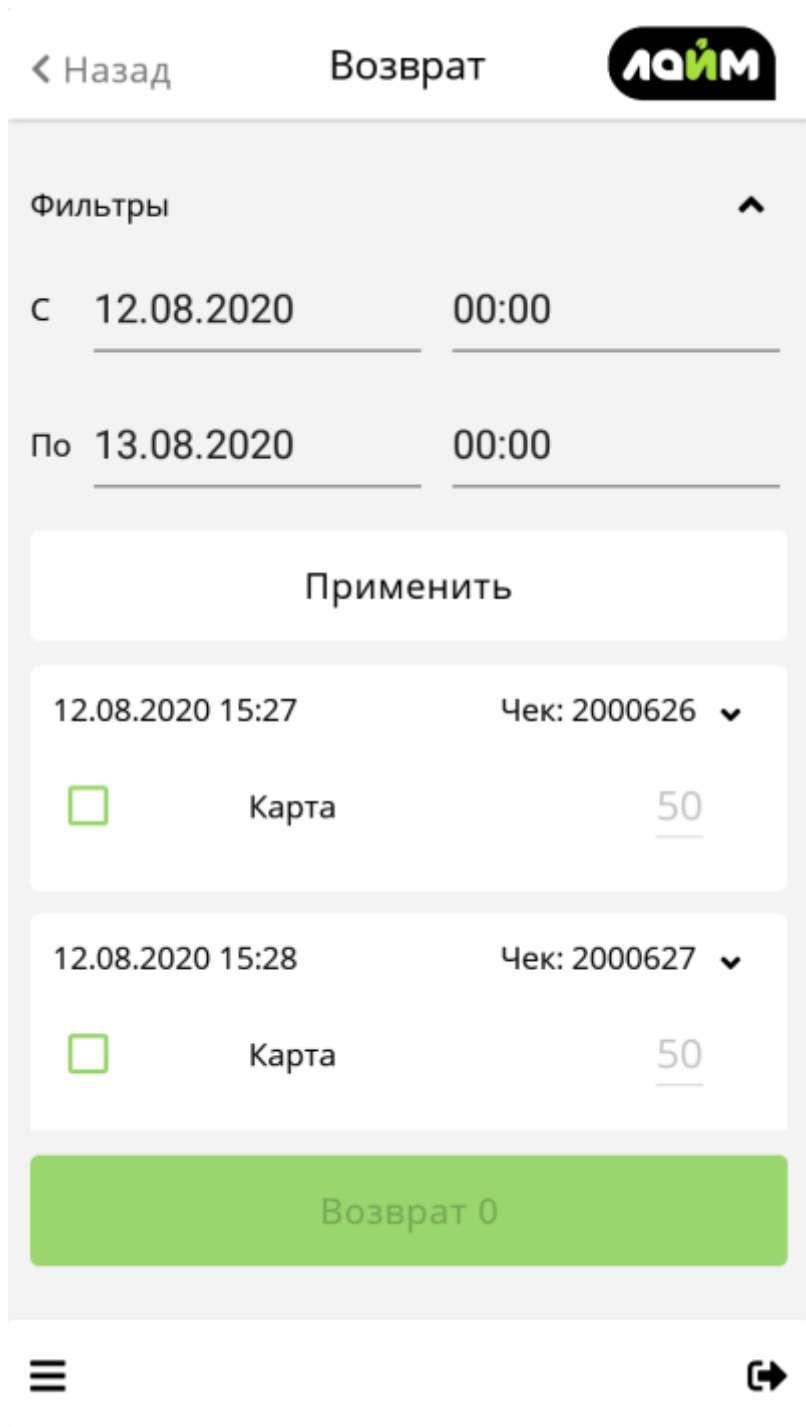 Назад Возврат лайм
Фильтры
С 12.08.2020 00:00
По 13.08.2020 00:00
Применить
12.08.2020 15:27 Чек: 2000626
Карта 50
12.08.2020 15:28 Чек: 2000627
Карта 50
Возврат 0